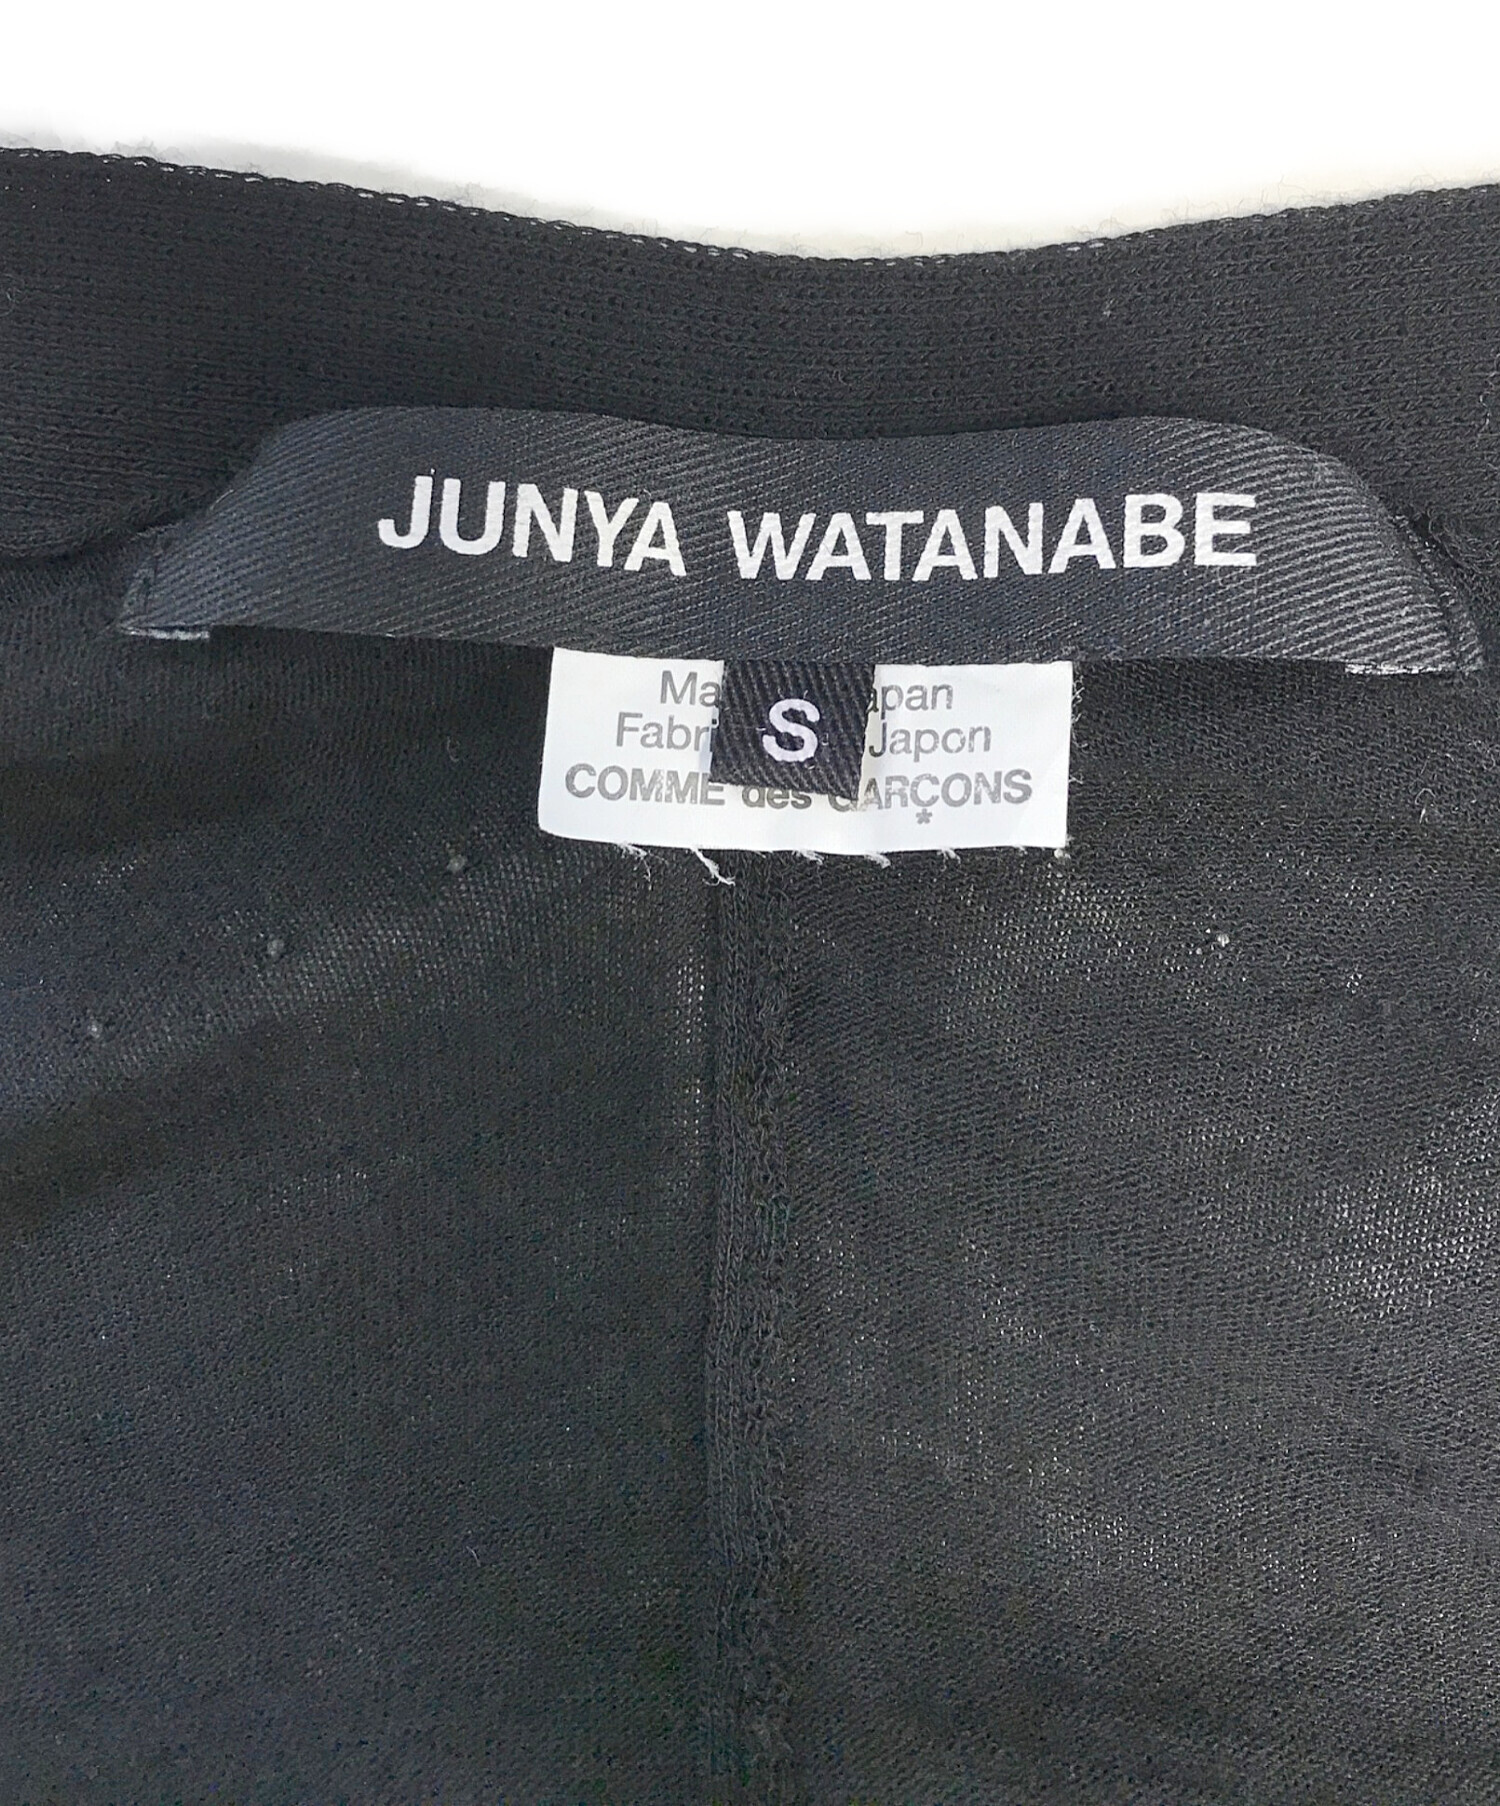 JUNYA WATANABE
S
Ma apan
Fabri Japon
COMME des GARÇONS
*